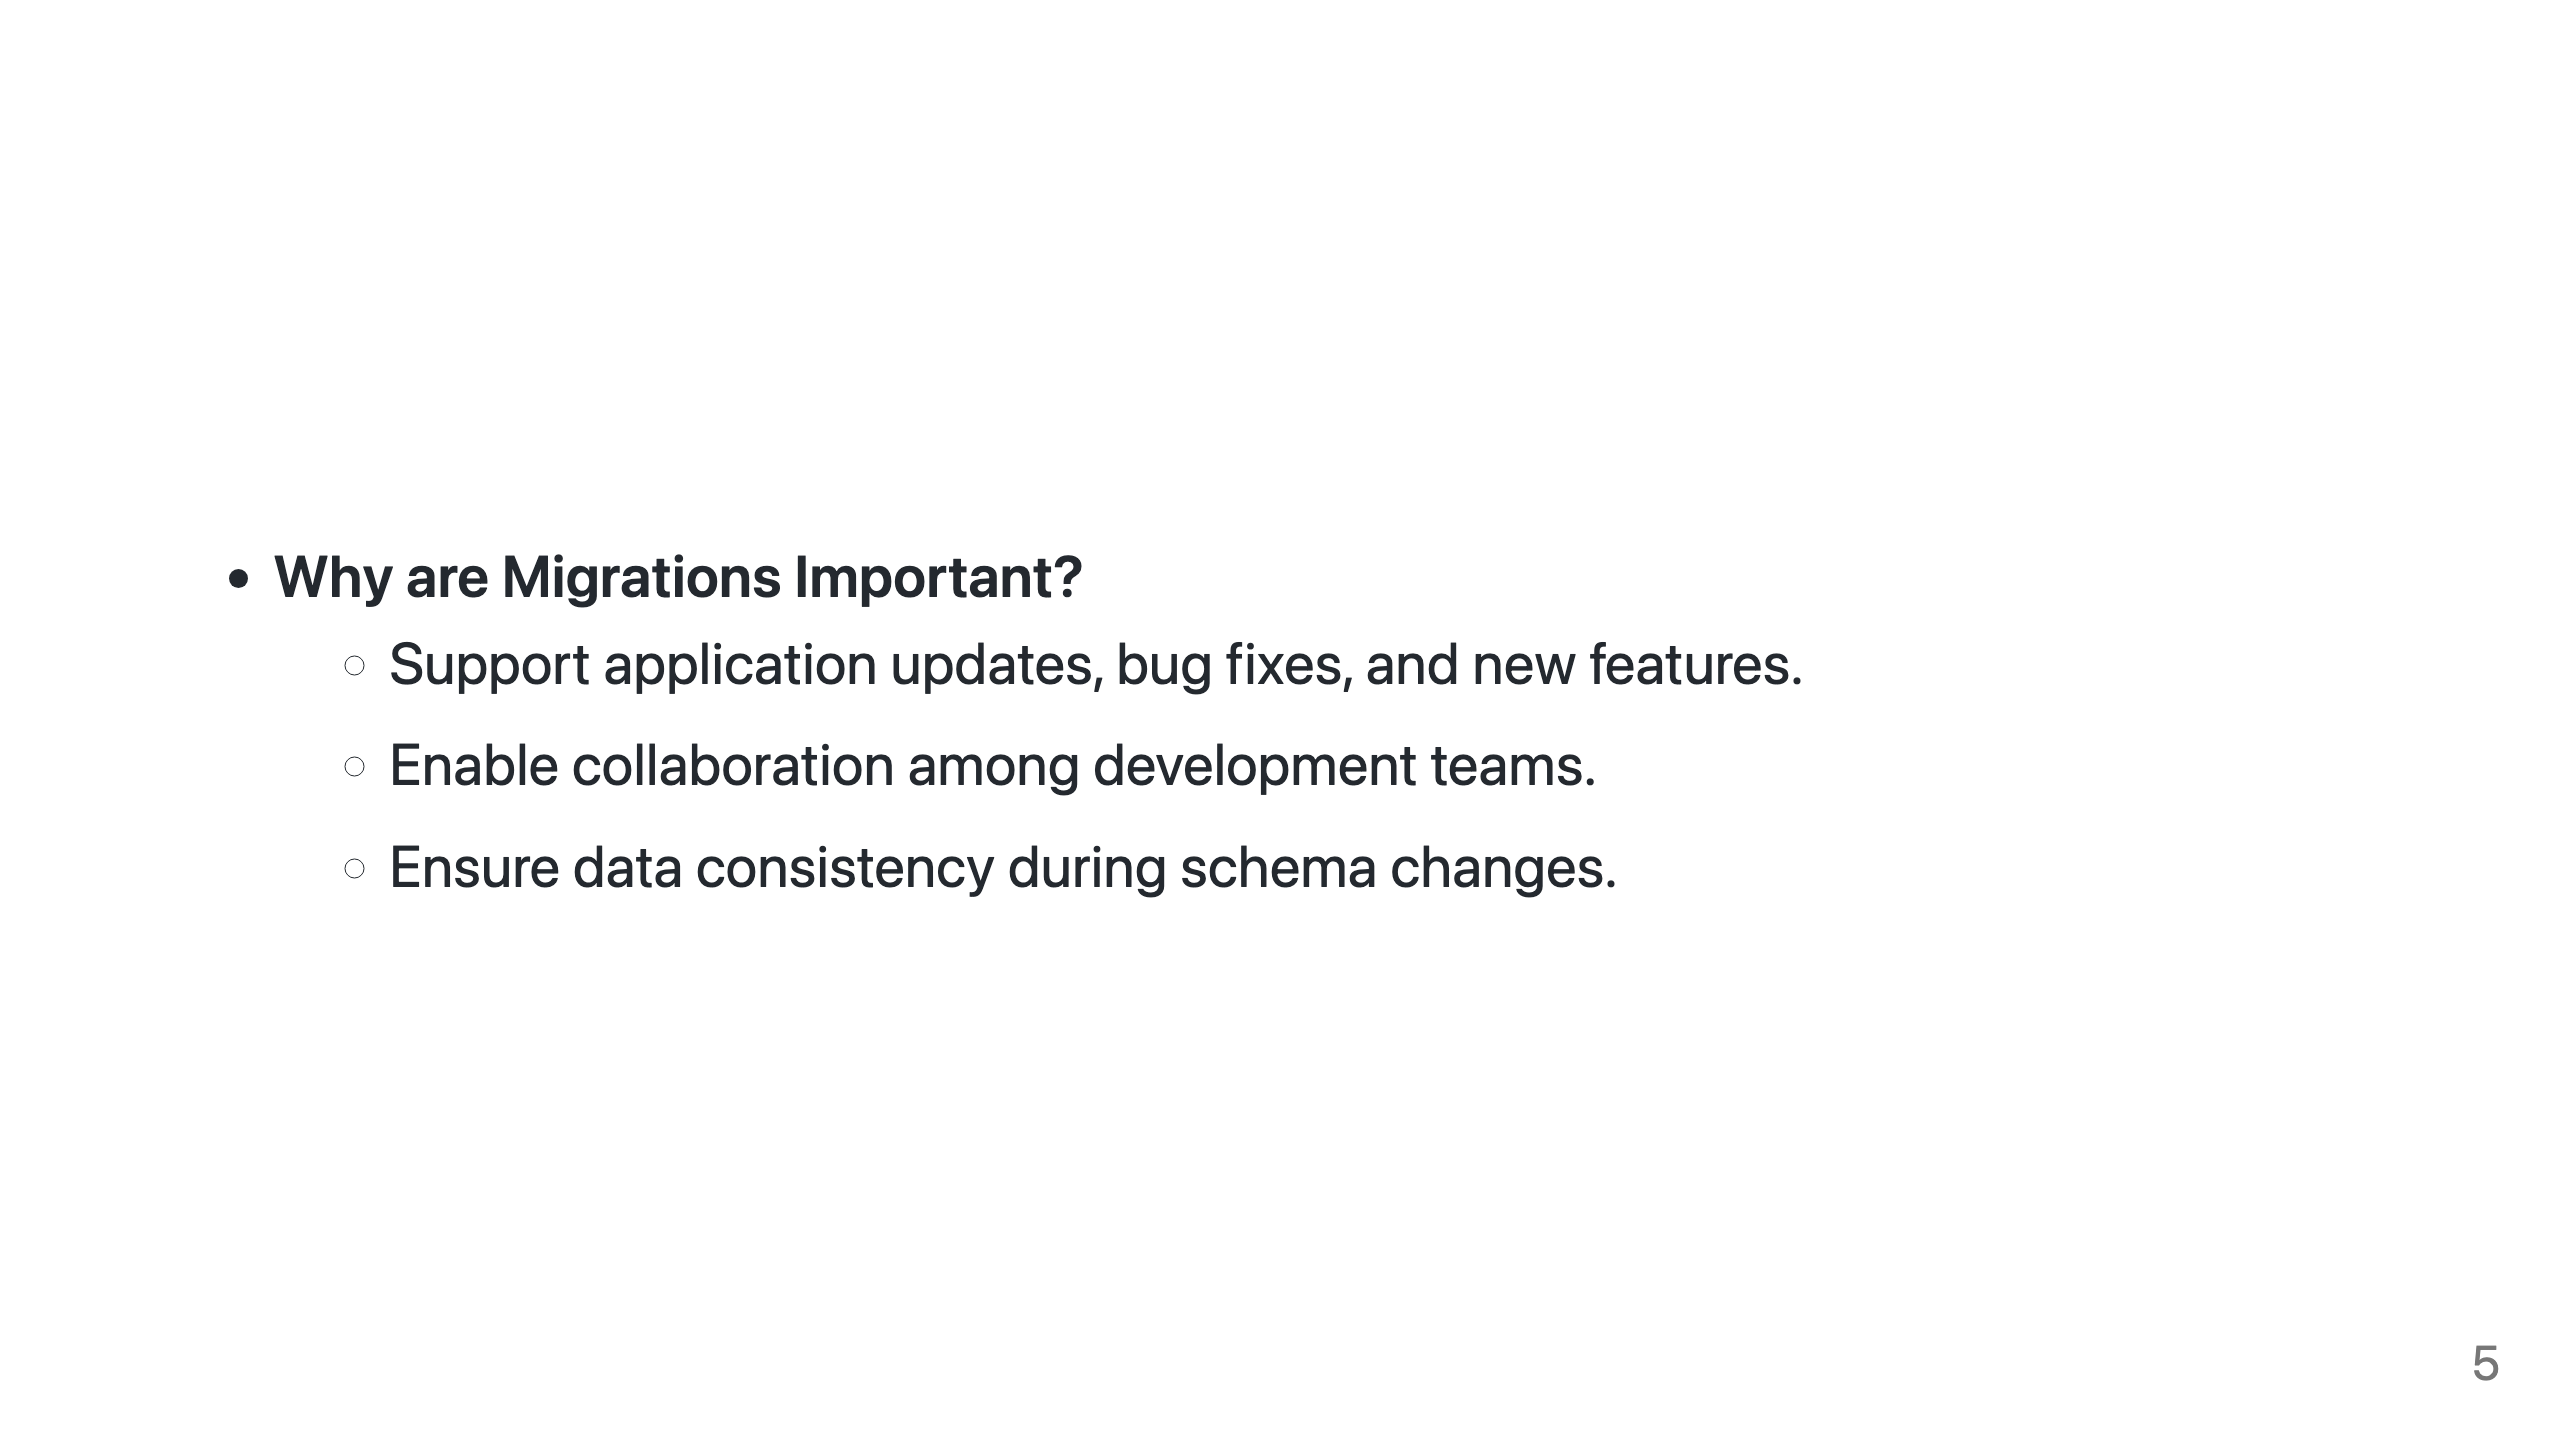 Why are Migrations Important?
Support application updates, bug fixes, and new features.
Enable collaboration among development teams.
Ensure data consistency during schema changes.
5